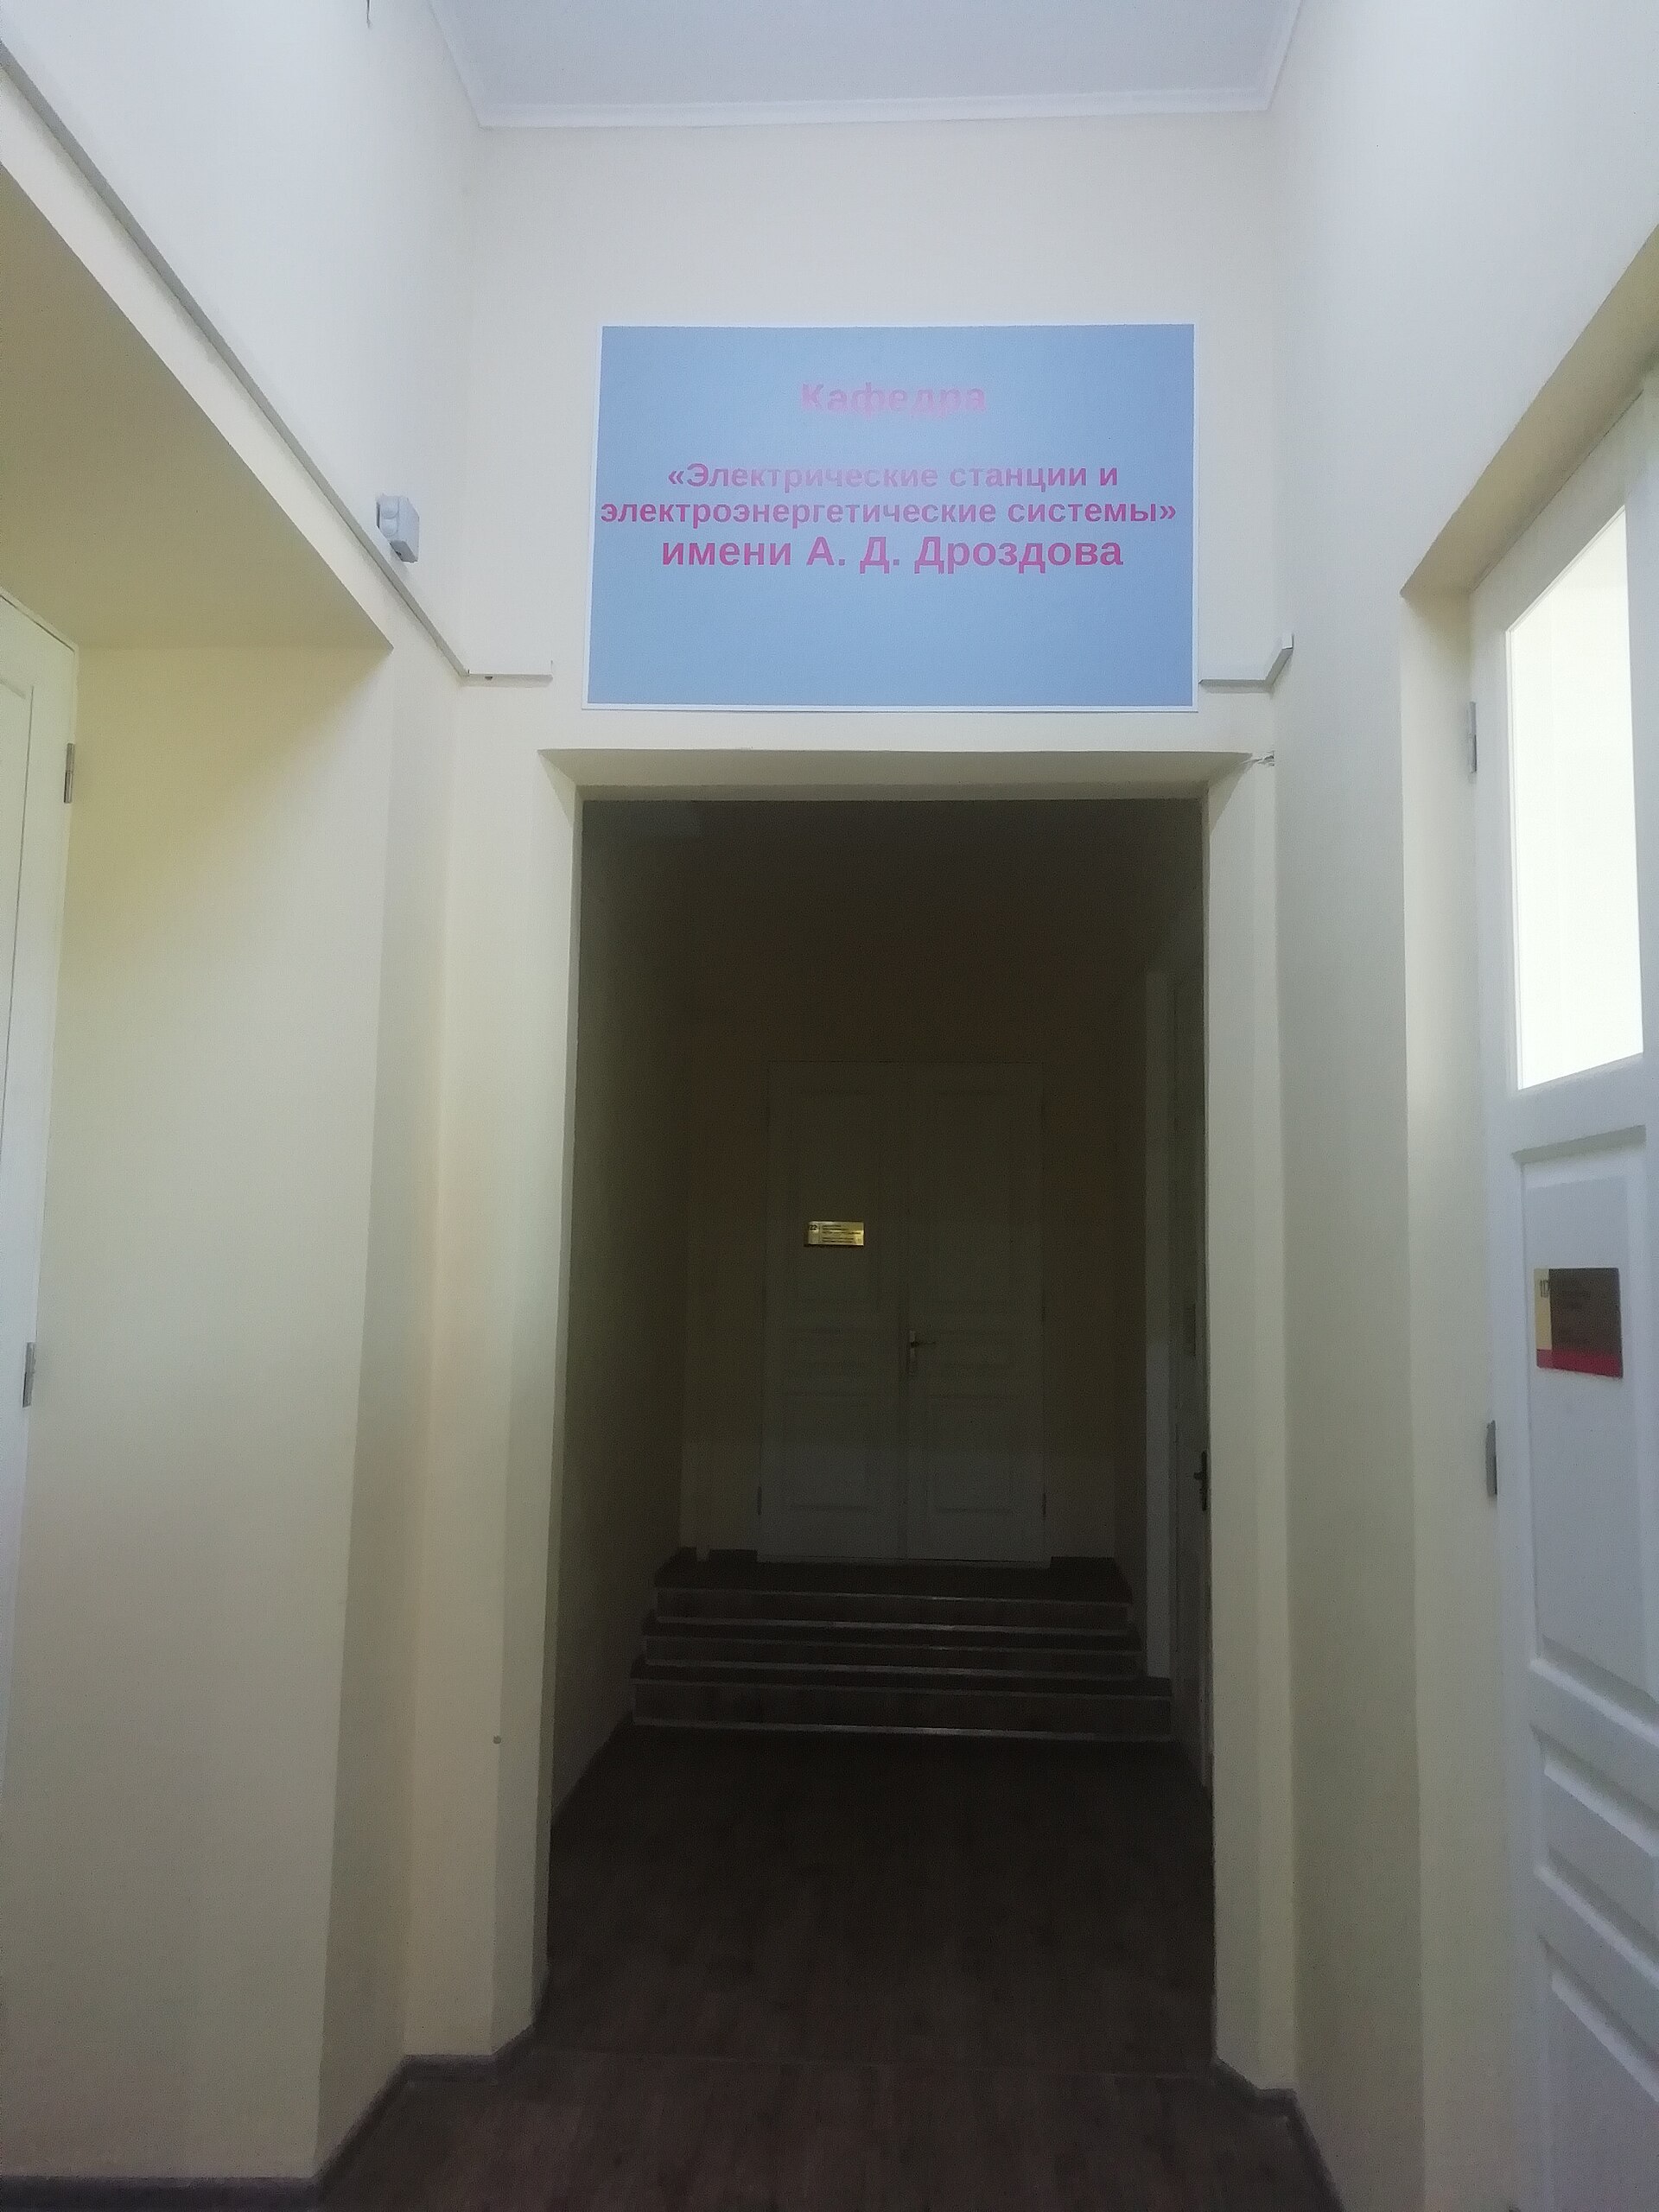 Кафедра
«Электрические станции и
электроэнергетические системы»
имени А. Д. Дроздова